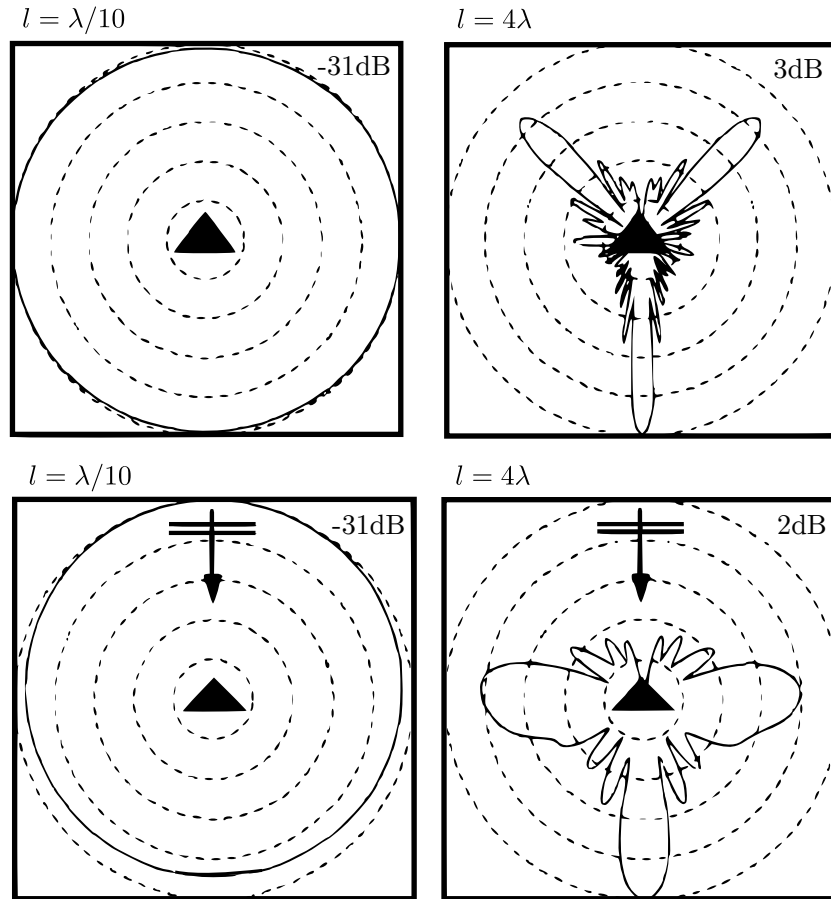 l = λ/10
l = 4λ
-31dB
3dB
l = λ/10
l = 4λ
-31dB
2dB